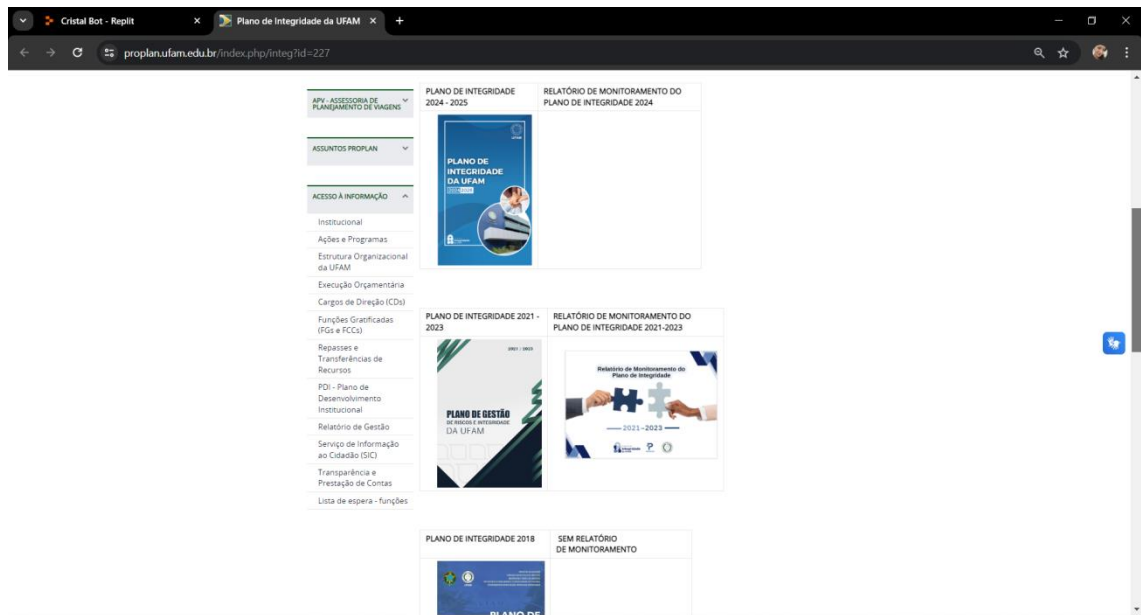 Cristal Bot - Replit
Plano de Integridade da UFAM
proplan.ufam.edu.br/index.php/integ?id=227
APV - ASSESSORIA DE
PLANEJAMENTO DE VIAGENS
ASSUNTOS PROPLAN
ACESSO À INFORMAÇÃO
Institucional
Ações e Programas
Estrutura Organizacional
da UFAM
Execução Orçamentária
Cargos de Direção (CDs)
Funções Gratificadas
(FGs e FCCs)
Repasses e
Transferências de
Recursos
PDI - Plano de
Desenvolvimento
Institucional
Relatório de Gestão
Serviço de Informação
ao Cidadão (SIC)
Transparência e
Prestação de Contas
Lista de espera - funções
PLANO DE INTEGRIDADE
2024 - 2025
RELATÓRIO DE MONITORAMENTO DO
PLANO DE INTEGRIDADE 2024
PLANO DE
INTEGRIDADE
DA UFAM
PLANO DE INTEGRIDADE 2021 -
2023
RELATÓRIO DE MONITORAMENTO DO
PLANO DE INTEGRIDADE 2021-2023
2021 - 2023
PLANO DE GESTÃO
DE RISCOS E INTEGRIDADE
DA UFAM
Relatório de Monitoramento do
Plano de Integridade
2021-2023
PLANO DE INTEGRIDADE 2018
SEM RELATÓRIO
DE MONITORAMENTO
PLANO DE